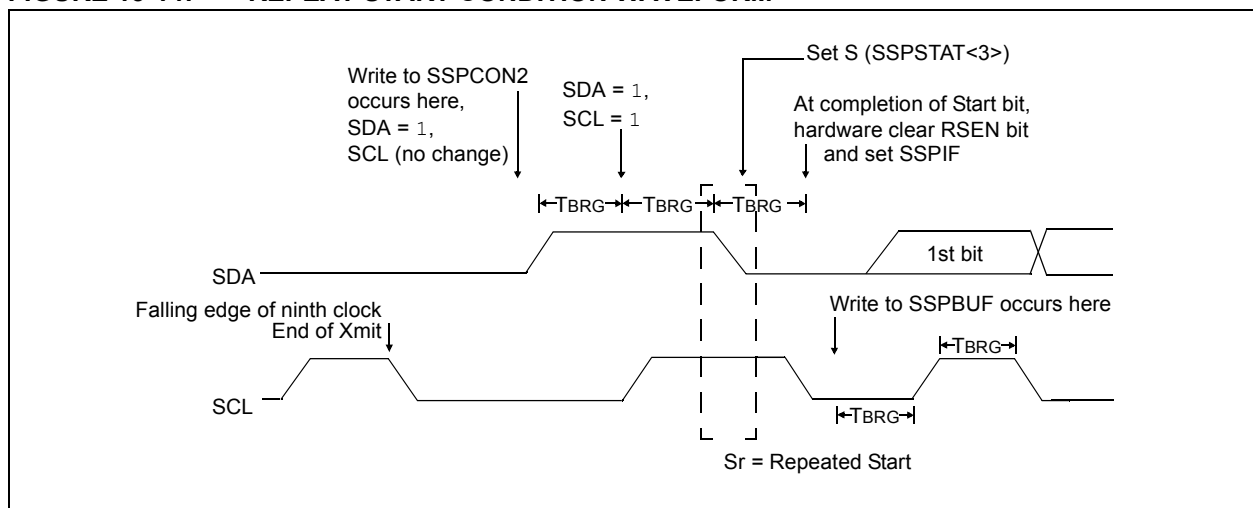 Set S (SSPSTAT<3>)
Write to SSPCON2
occurs here,
SDA = 1,
SCL (no change)
SDA = 1,
SCL = 1
At completion of Start bit,
hardware clear RSEN bit
and set SSPIF
TBRG
TBRG
TBRG
SDA
1st bit
Falling edge of ninth clock
End of Xmit
Write to SSPBUF occurs here
TBRG
SCL
TBRG
Sr = Repeated Start